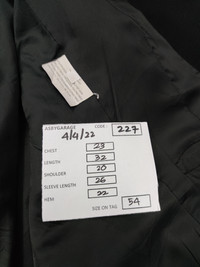 GSBYGARAGE CODE: 227
4/4/22
CHEST 23
LENGTH 32
SHOULDER 20
SLEEVE LENGTH 26
HEM 22
SIZE ON TAG 54